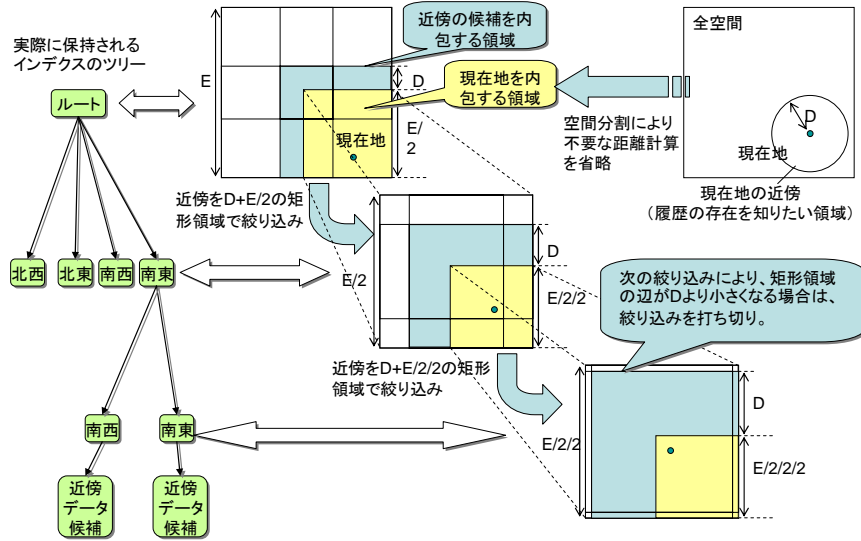 実際に保持される
インデクスのツリー
ルート
北西
北東
南西
南東
南西
南東
近傍
データ
候補
近傍
データ
候補
E
近傍の候補を内
包する領域
D
現在地を内
包する領域
E/
2
現在地
近傍をD+E/2の矩
形領域で絞り込み
空間分割により
不要な距離計算
を省略
全空間
D
現在地
現在地の近傍
(履歴の存在を知りたい領域)
E/2
D
E/2/2
近傍をD+E/2/2の矩形
領域で絞り込み
次の絞り込みにより、矩形領域
の辺がDより小さくなる場合は、
絞り込みを打ち切り。
E/2/2
D
E/2/2/2